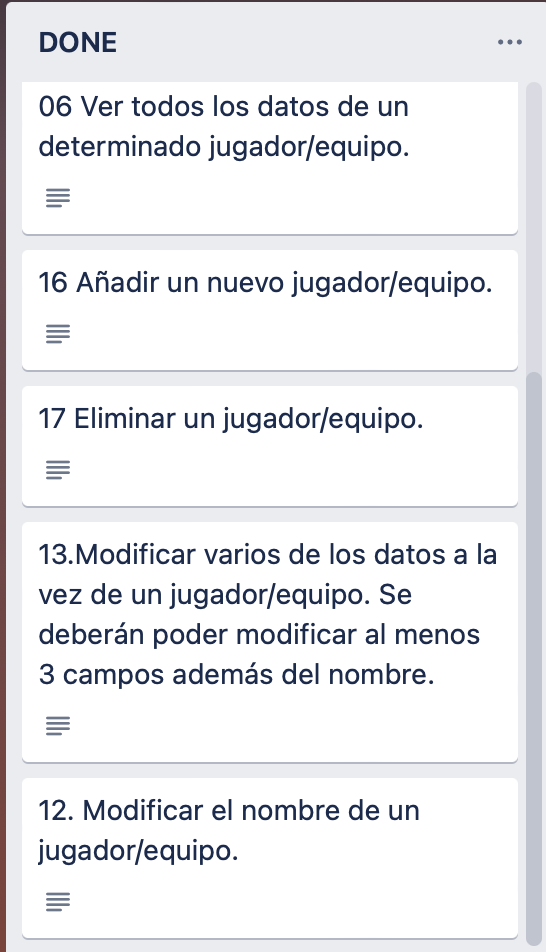 DONE
06 Ver todos los datos de un
determinado jugador/equipo.
16 Añadir un nuevo jugador/equipo.
17 Eliminar un jugador/equipo.
13.Modificar varios de los datos a la
vez de un jugador/equipo. Se
deberán poder modificar al menos
3 campos además del nombre.
12. Modificar el nombre de un
jugador/equipo.